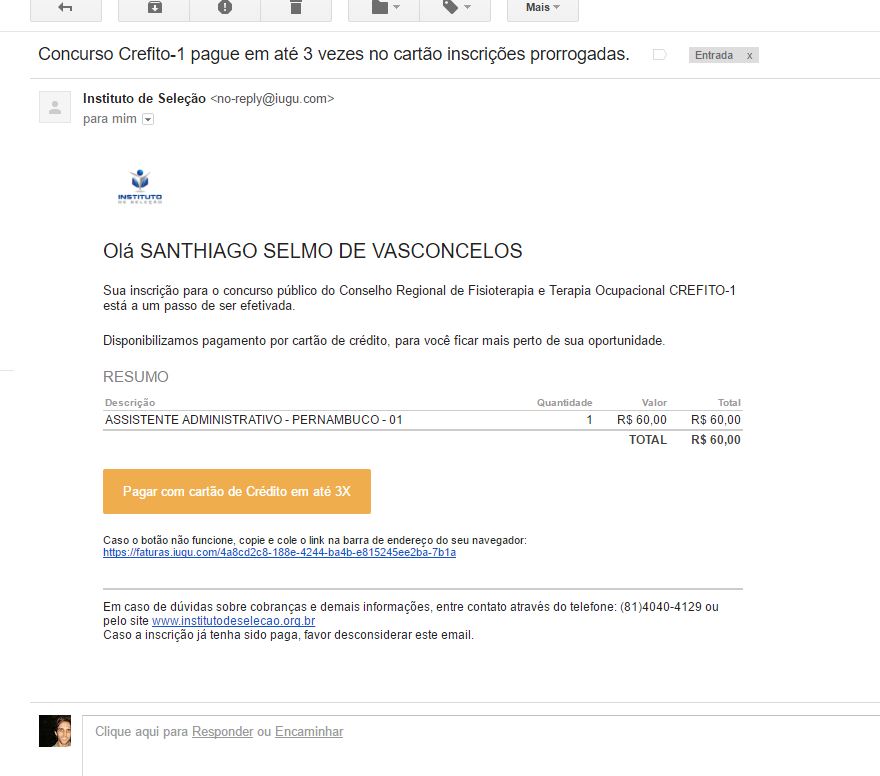 Mais
Concurso Crefito-1 pague em até 3 vezes no cartão inscrições prorrogadas.
Entrada x
Instituto de Seleção <no-reply@iugu.com>
para mim
INSTITUTO
DE SELEÇÃO
Olá SANTHIAGO SELMO DE VASCONCELOS
Sua inscrição para o concurso público do Conselho Regional de Fisioterapia e Terapia Ocupacional CREFITO-1
está a um passo de ser efetivada.
Disponibilizamos pagamento por cartão de crédito, para você ficar mais perto de sua oportunidade.
RESUMO
Descrição Quantidade Valor Total
ASSISTENTE ADMINISTRATIVO - PERNAMBUCO - 01 1 R$ 60,00 R$ 60,00
TOTAL R$ 60,00
Pagar com cartão de Crédito em até 3X
Caso o botão não funcione, copie e cole o link na barra de endereço do seu navegador:
https://faturas.iugu.com/4a8cd2c8-188e-4244-ba4b-e815245ee2ba-7b1a
Em caso de dúvidas sobre cobranças e demais informações, entre contato através do telefone: (81)4040-4129 ou
pelo site www.institutodeselecao.org.br
Caso a inscrição já tenha sido paga, favor desconsiderar este email.
Clique aqui para Responder ou Encaminhar